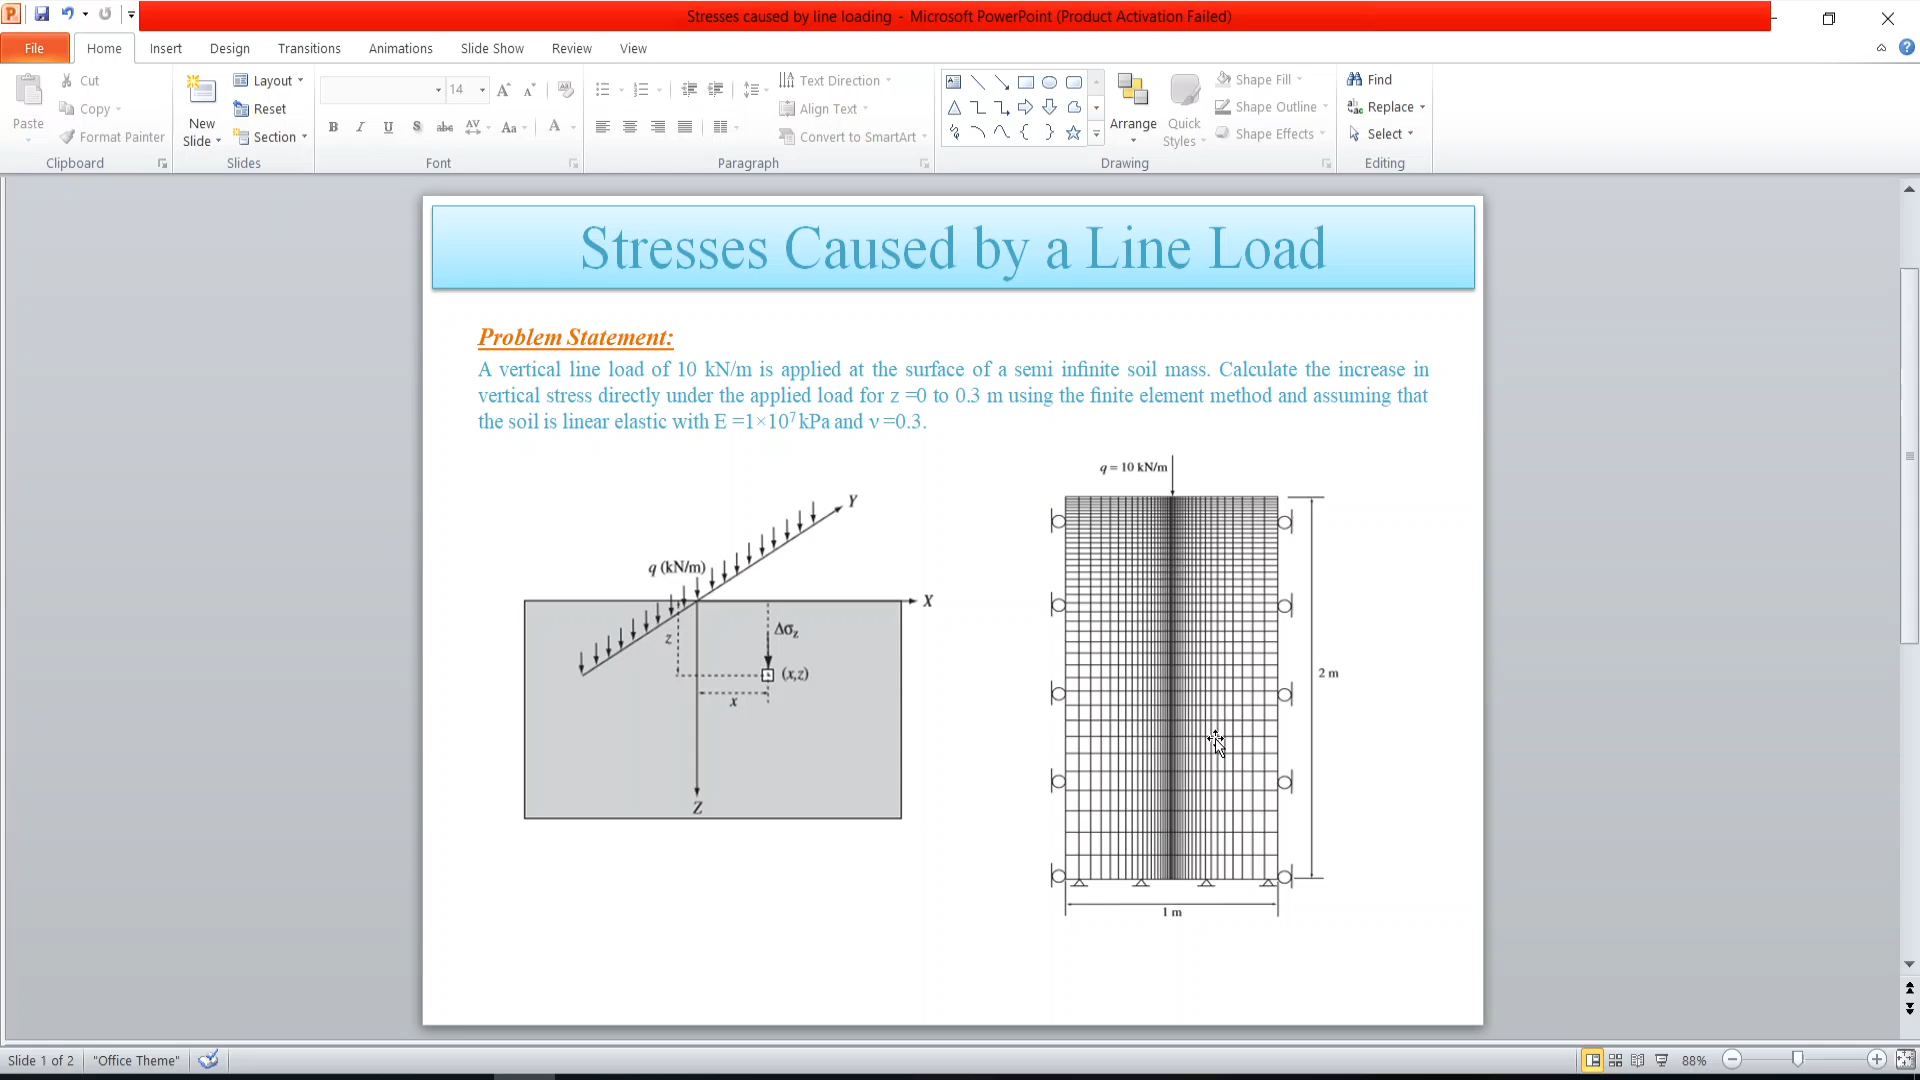 Stresses caused by line loading - Microsoft PowerPoint (Product Activation Failed)
File Home Insert Design Transitions Animations Slide Show Review View
Paste
Cut
Copy
Format Painter
Clipboard
New
Slide
Layout
Reset
Section
Slides
14
B I U S abc AV Aa A
Font
Text Direction
Align Text
Convert to SmartArt
Paragraph
Arrange
Quick
Styles
Shape Fill
Shape Outline
Shape Effects
Drawing
Find
Replace
Select
Editing
Stresses Caused by a Line Load
Problem Statement:
A vertical line load of 10 kN/m is applied at the surface of a semi infinite soil mass. Calculate the increase in
vertical stress directly under the applied load for z =0 to 0.3 m using the finite element method and assuming that
the soil is linear elastic with E =1×10⁷ kPa and ν =0.3.
Y
q (kN/m)
X
z
Δσz
(x,z)
x
Z
q = 10 kN/m
2 m
1 m
Slide 1 of 2 "Office Theme" 88%